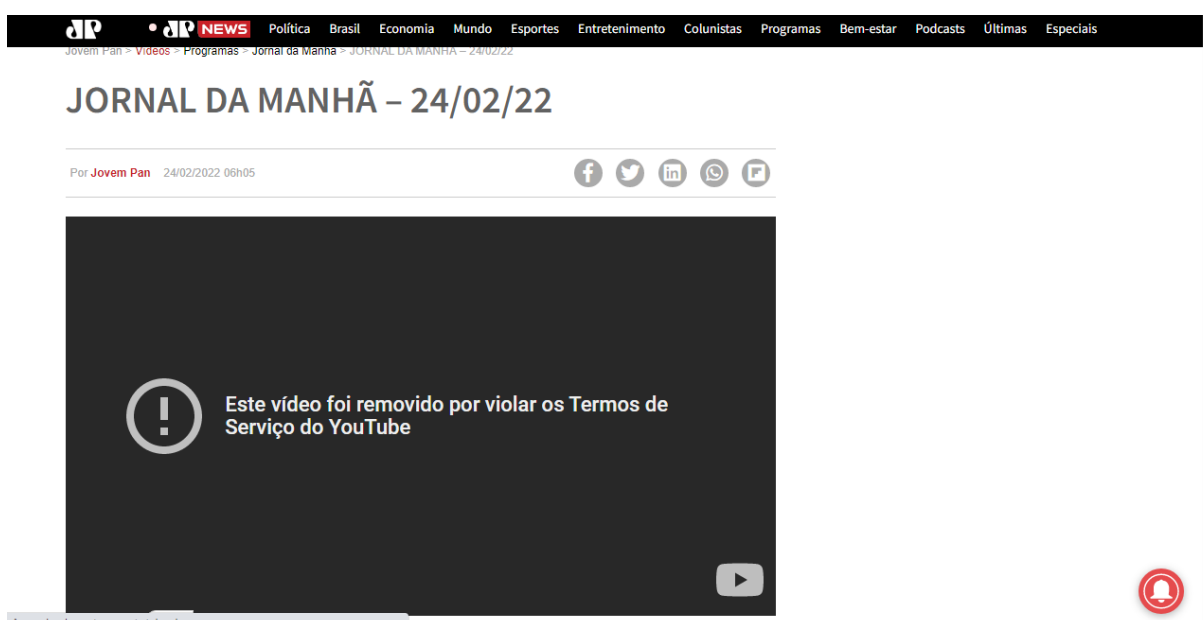 JP JP NEWS Política Brasil Economia Mundo Esportes Entretenimento Colunistas Programas Bem-estar Podcasts Últimas Especiais
Jovem Pan > Vídeos > Programas > Jornal da Manhã > JORNAL DA MANHÃ – 24/02/22
JORNAL DA MANHÃ – 24/02/22
Por Jovem Pan 24/02/2022 06h05
Este vídeo foi removido por violar os Termos de
Serviço do YouTube